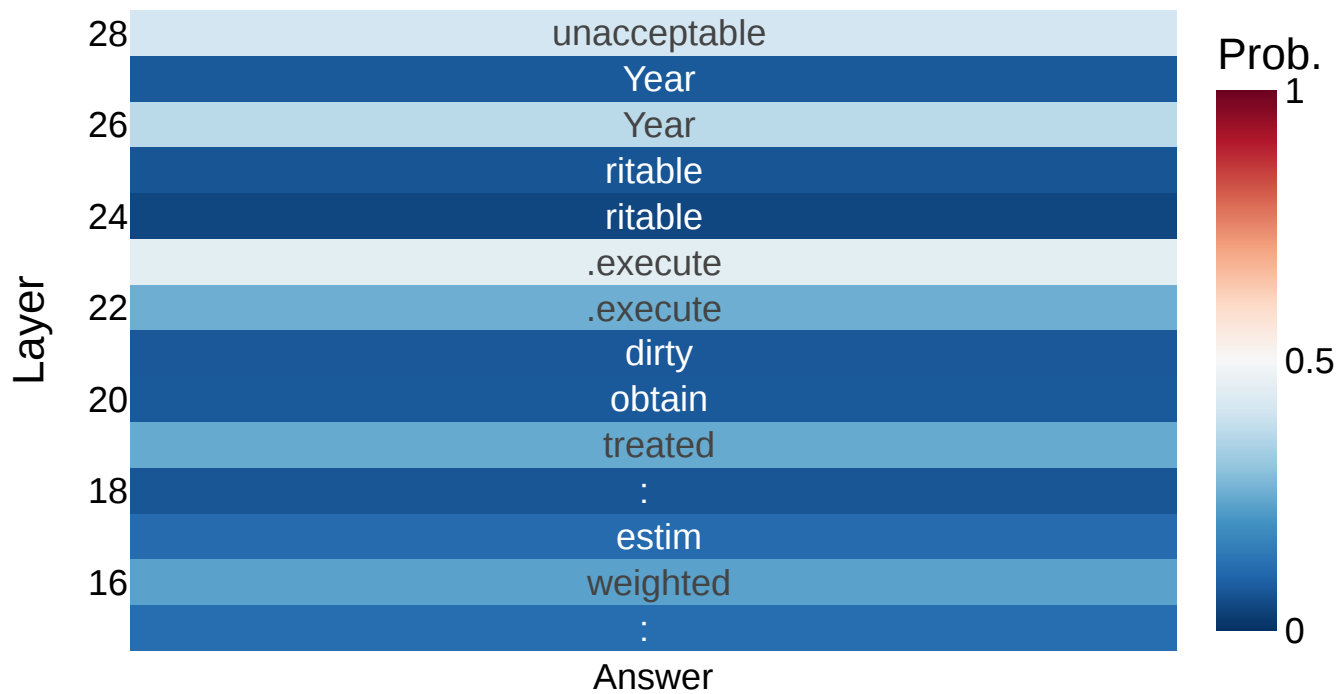 28 unacceptable
Year
26 Year
ritable
24 ritable
.execute
22 .execute
dirty
20 obtain
treated
18 :
estim
16 weighted
:
Answer
Layer
Prob.
1
0.5
0